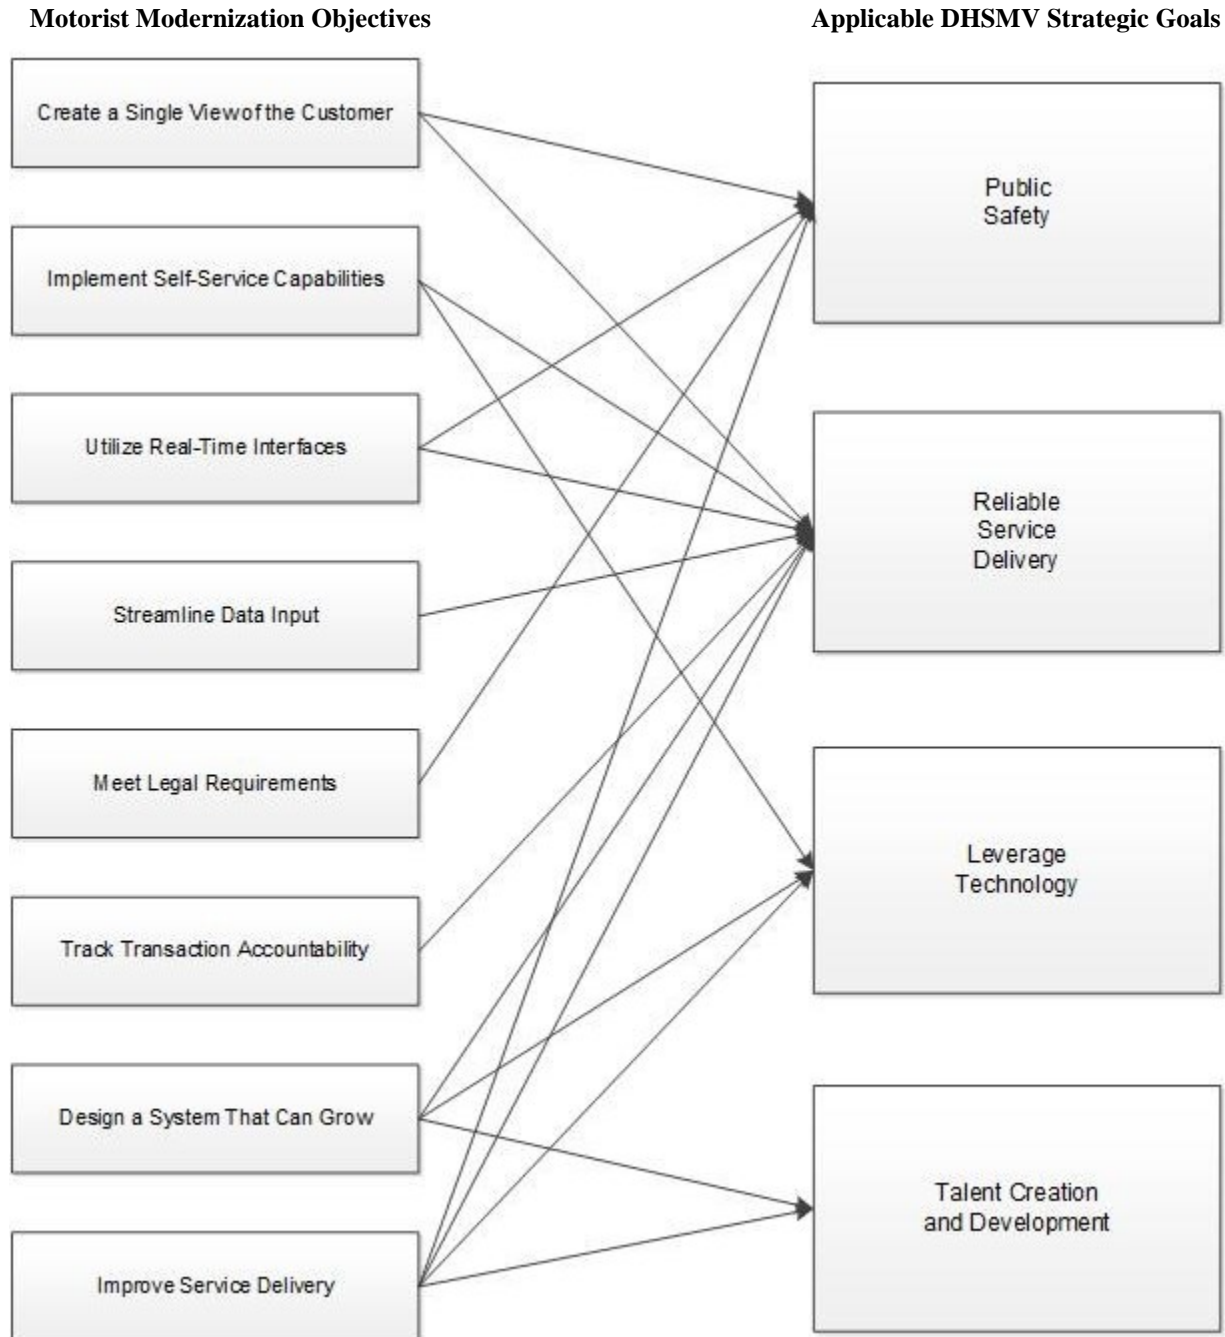 Motorist Modernization Objectives
Applicable DHSMV Strategic Goals
Create a Single View of the Customer
Implement Self-Service Capabilities
Utilize Real-Time Interfaces
Streamline Data Input
Meet Legal Requirements
Track Transaction Accountability
Design a System That Can Grow
Improve Service Delivery
Public
Safety
Reliable
Service
Delivery
Leverage
Technology
Talent Creation
and Development